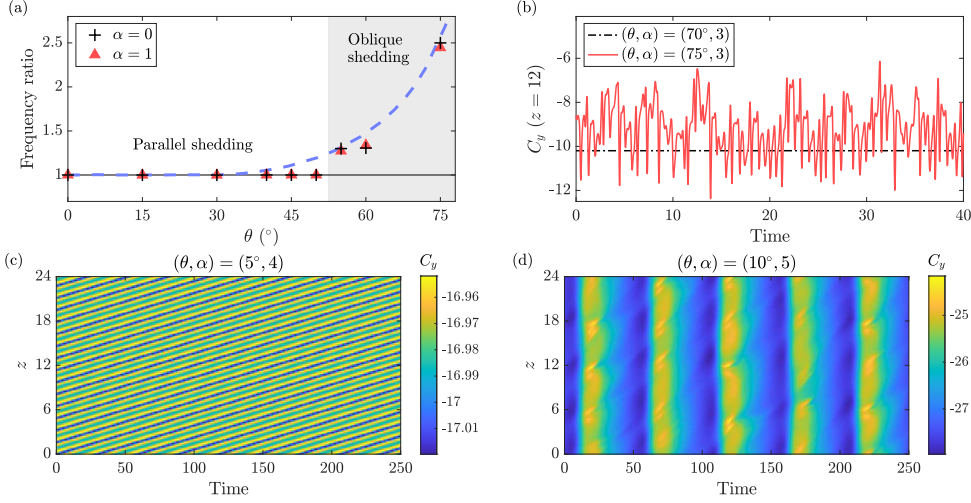 (a)
α = 0
α = 1
Oblique
shedding
Parallel shedding
Frequency ratio
2.5
2
1.5
1
0 15 30 45 60 75
θ (°)
(b)
(θ, α) = (70°, 3)
(θ, α) = (75°, 3)
C_y (z = 12)
-6
-8
-10
-12
0 10 20 30 40
Time
(c)
(θ, α) = (5°, 4)
C_y
z
24
18
12
6
0
0 50 100 150 200 250
Time
-16.96
-16.97
-16.98
-16.99
-17
-17.01
(d)
(θ, α) = (10°, 5)
C_y
z
24
18
12
6
0
0 50 100 150 200 250
Time
-25
-26
-27